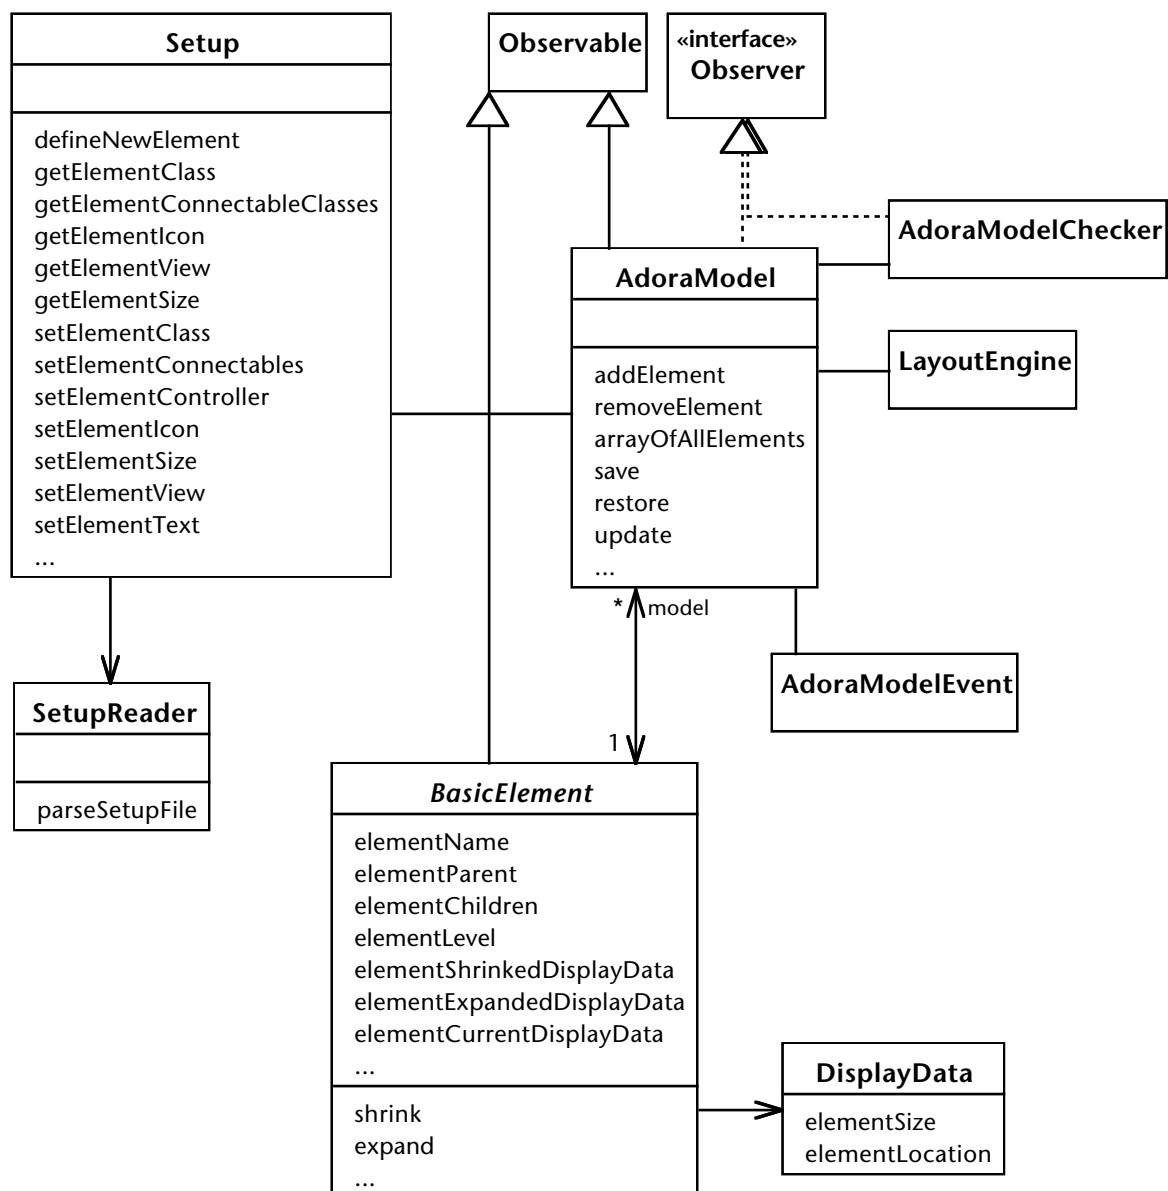 Setup
defineNewElement
getElementClass
getElementConnectableClasses
getElementIcon
getElementView
getElementSize
setElementClass
setElementConnectables
setElementController
setElementIcon
setElementSize
setElementView
setElementText
...
Observable
«interface»
Observer
AdoraModelChecker
AdoraModel
addElement
removeElement
arrayOfAllElements
save
restore
update
...
LayoutEngine
* model
AdoraModelEvent
1
SetupReader
parseSetupFile
BasicElement
elementName
elementParent
elementChildren
elementLevel
elementShrinkedDisplayData
elementExpandedDisplayData
elementCurrentDisplayData
...
shrink
expand
...
DisplayData
elementSize
elementLocation